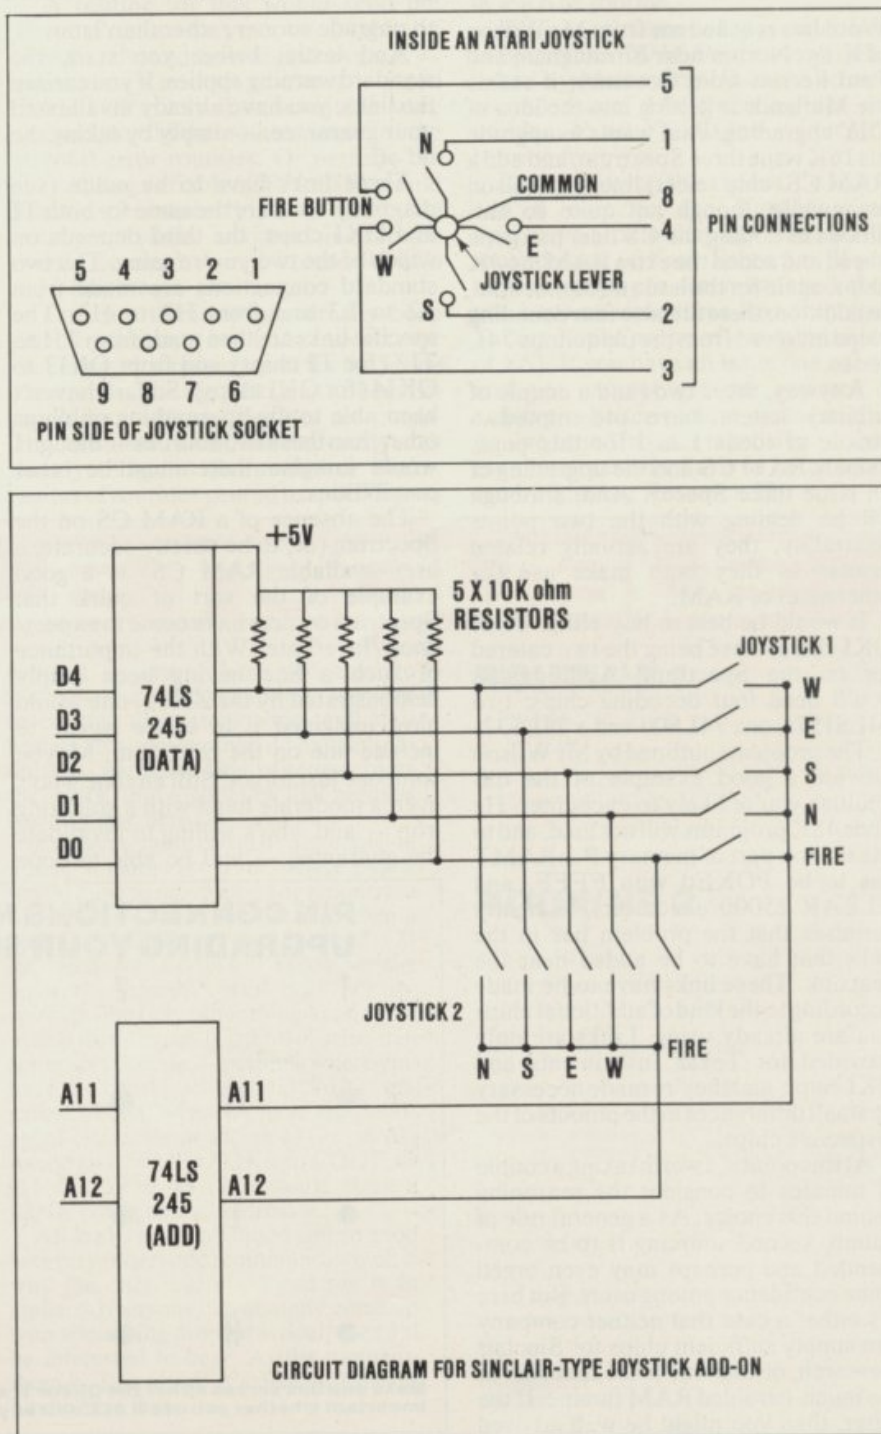 INSIDE AN ATARI JOYSTICK
5
N
1
COMMON
8
FIRE BUTTON
4
PIN CONNECTIONS
W
E
JOYSTICK LEVER
S
2
3
5 4 3 2 1
9 8 7 6
PIN SIDE OF JOYSTICK SOCKET
+5V
5 X 10K ohm
RESISTORS
JOYSTICK 1
D4
W
74LS
245
(DATA)
D3
E
D2
S
D1
N
D0
FIRE
JOYSTICK 2
FIRE
N S E W
A11
A11
74LS
245
(ADD)
A12
A12
CIRCUIT DIAGRAM FOR SINCLAIR-TYPE JOYSTICK ADD-ON